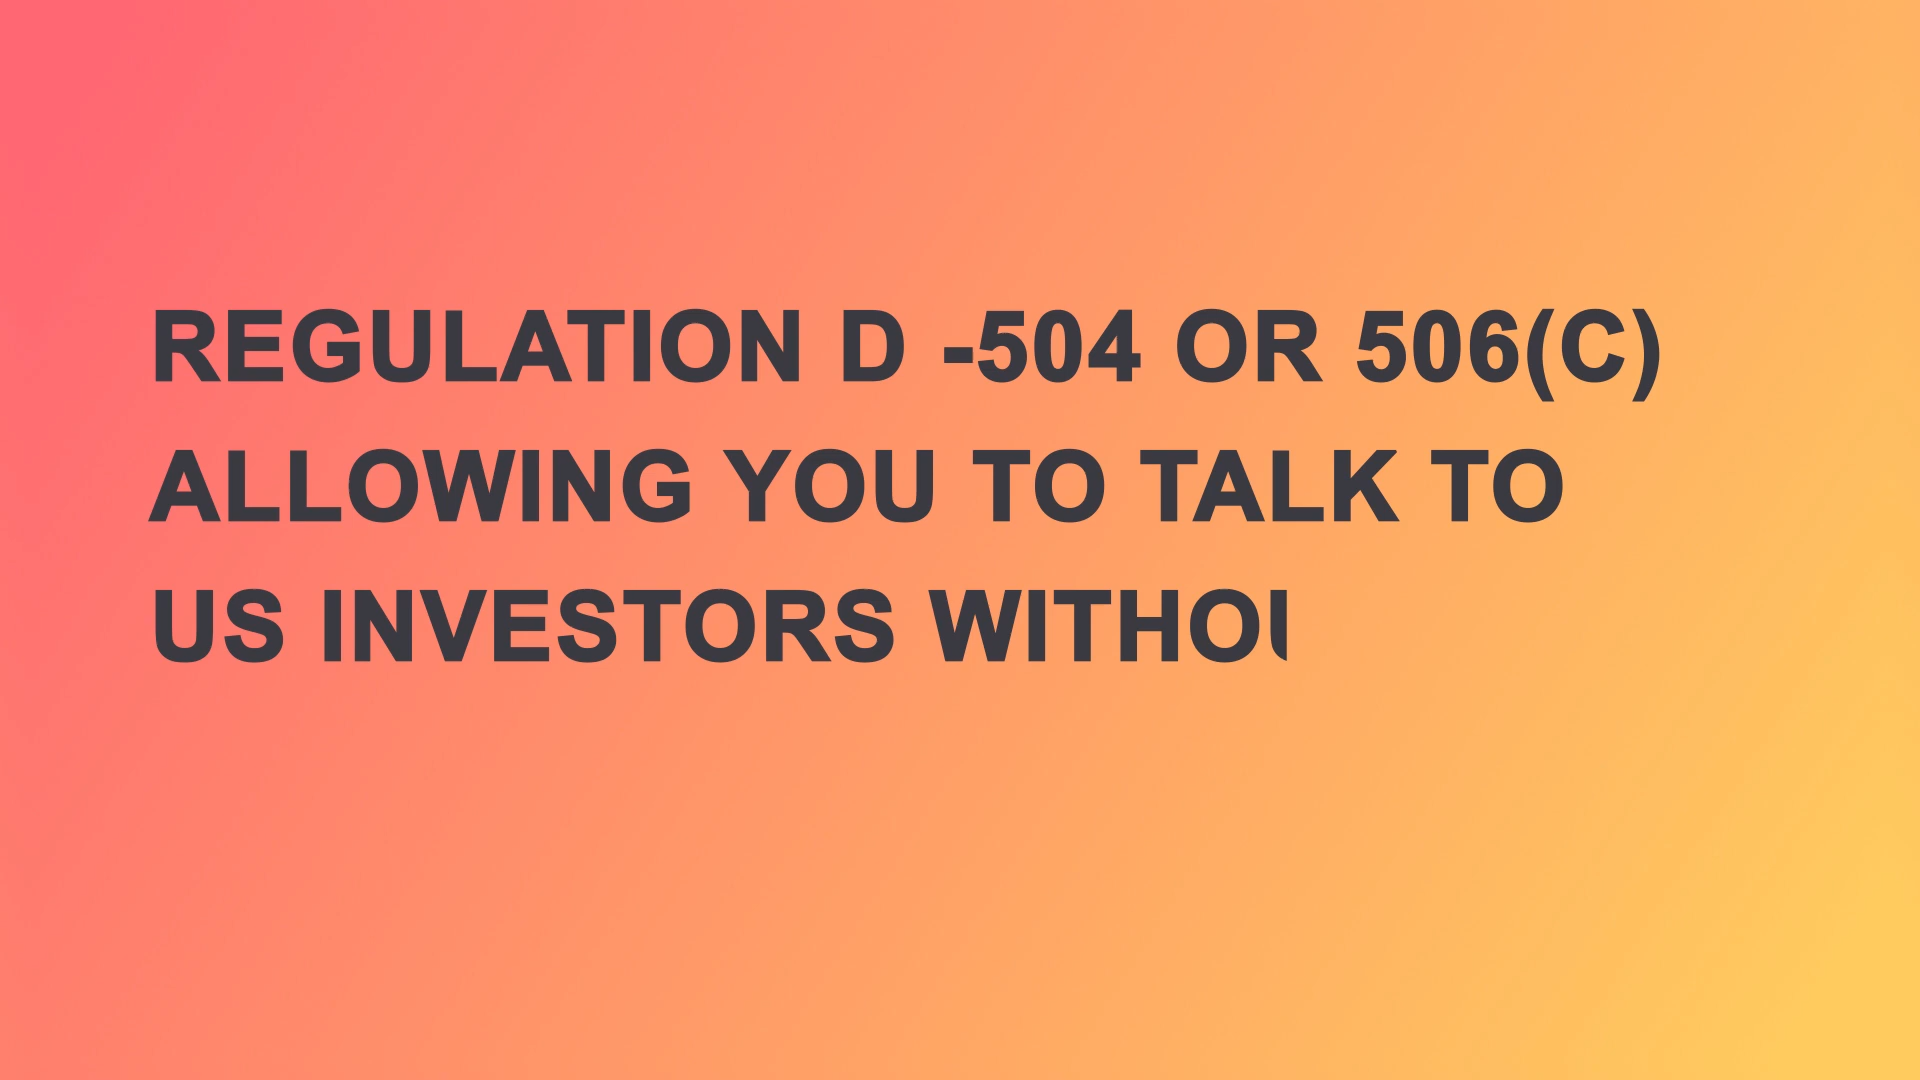 REGULATION D -504 OR 506(C)
ALLOWING YOU TO TALK TO
US INVESTORS